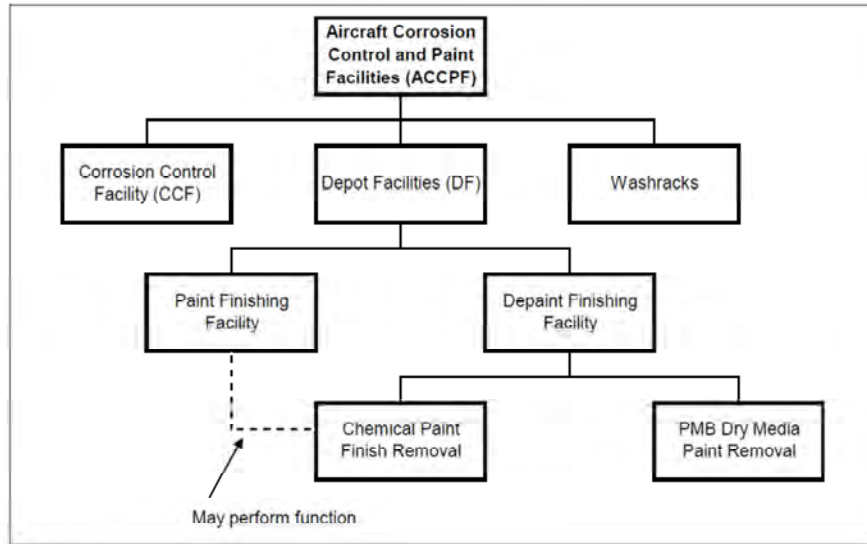 Aircraft Corrosion
Control and Paint
Facilities (ACCPF)
Corrosion Control
Facility (CCF)
Depot Facilities (DF)
Washracks
Paint Finishing
Facility
Depaint Finishing
Facility
Chemical Paint
Finish Removal
PMB Dry Media
Paint Removal
May perform function